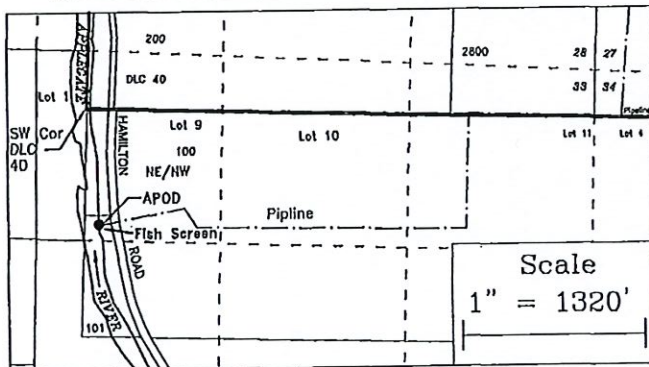 APPLEGATE
200
2800
28 27
DLC 40
33 34
Lot 1
Pipeline
SW Cor
DLC
40
HAMILTON
Lot 9
Lot 10
Lot 11
Lot 4
100
NE/NW
APOD
Pipline
Fish Screen
ROAD
RIVER
101
Scale
1" = 1320'